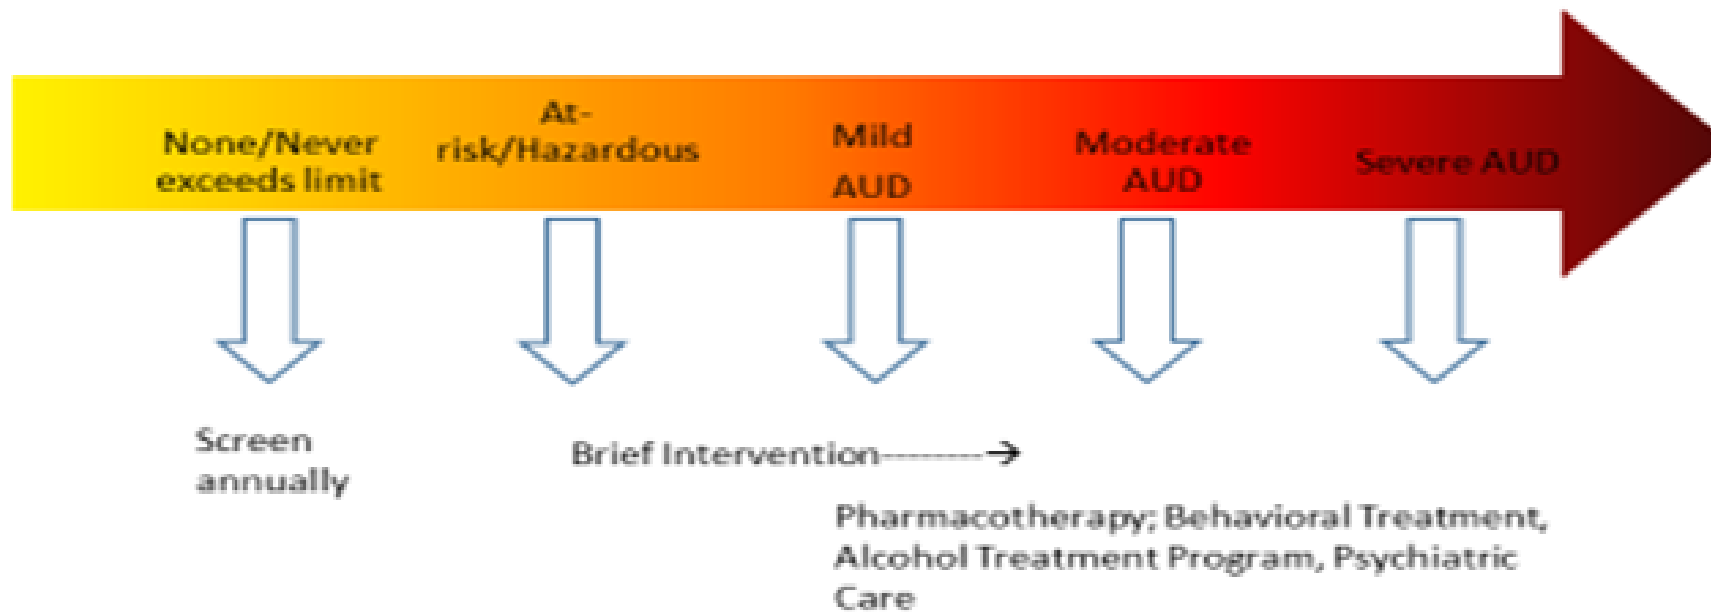 None/Never
exceeds limit
At-
risk/Hazardous
Mild
AUD
Moderate
AUD
Severe AUD
Screen
annually
Brief Intervention--------→
Pharmacotherapy; Behavioral Treatment,
Alcohol Treatment Program, Psychiatric
Care